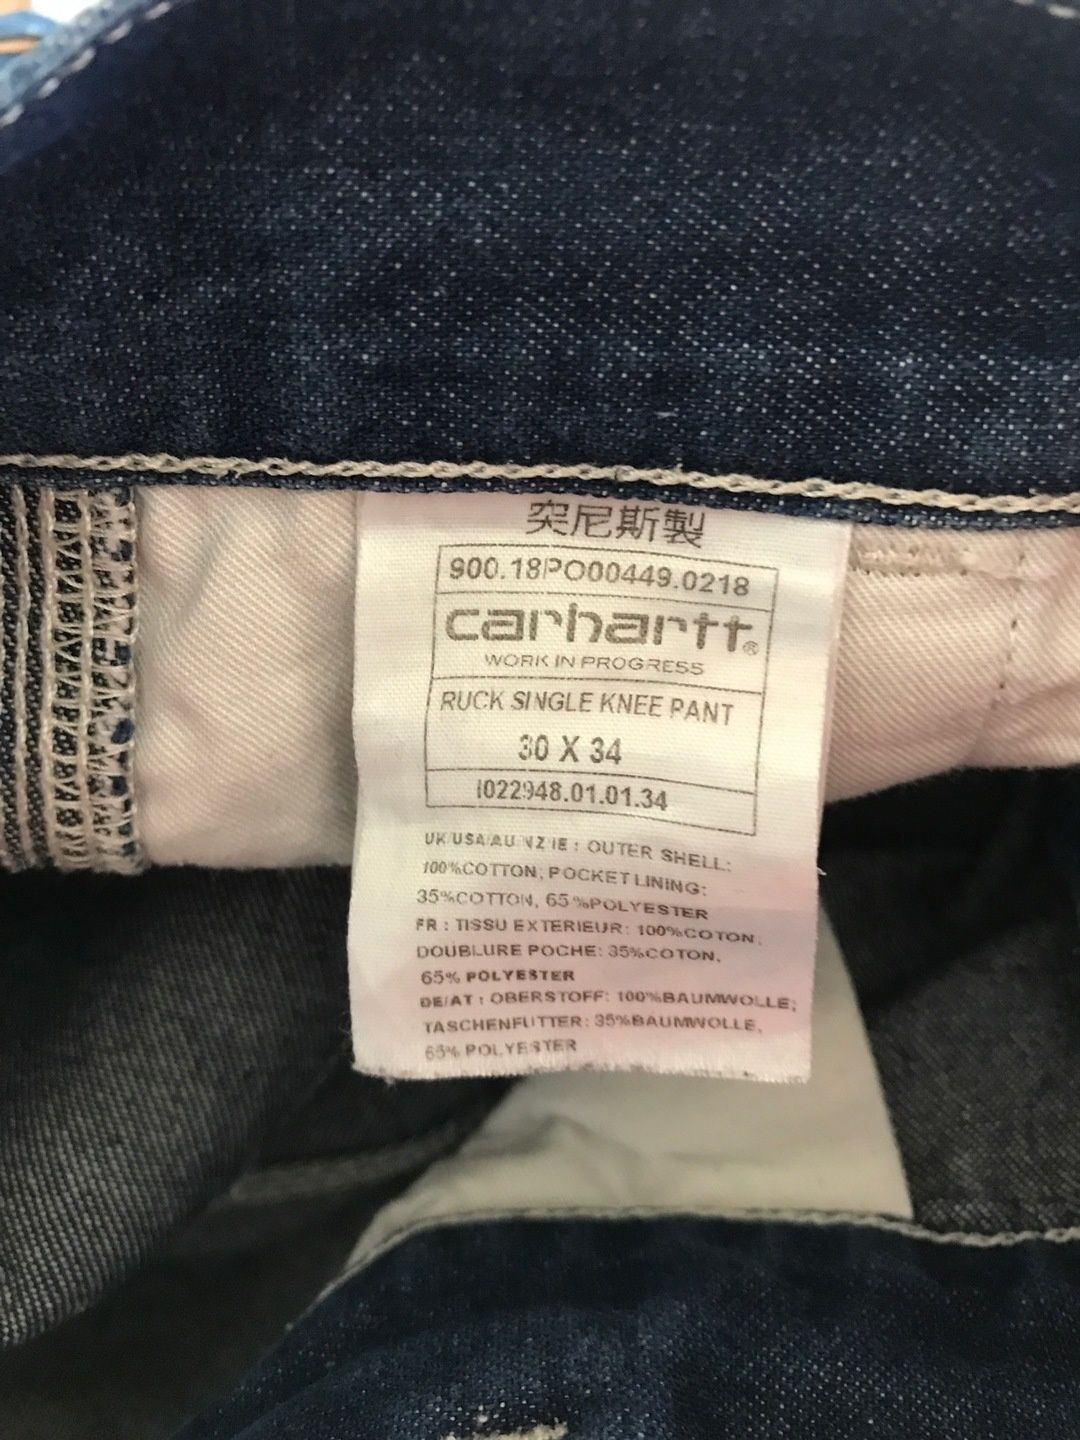 突尼斯製
900.18PO00449.0218
carhartt®
WORK IN PROGRESS
RUCK SINGLE KNEE PANT
30 X 34
I022948.01.01.34
UK/USA/AU/NZ/IE : OUTER SHELL:
100%COTTON; POCKET LINING:
35%COTTON, 65%POLYESTER
FR : TISSU EXTERIEUR: 100%COTON;
DOUBLURE POCHE: 35%COTON,
65% POLYESTER
DE/AT : OBERSTOFF: 100%BAUMWOLLE;
TASCHENFUTTER: 35%BAUMWOLLE,
65% POLYESTER